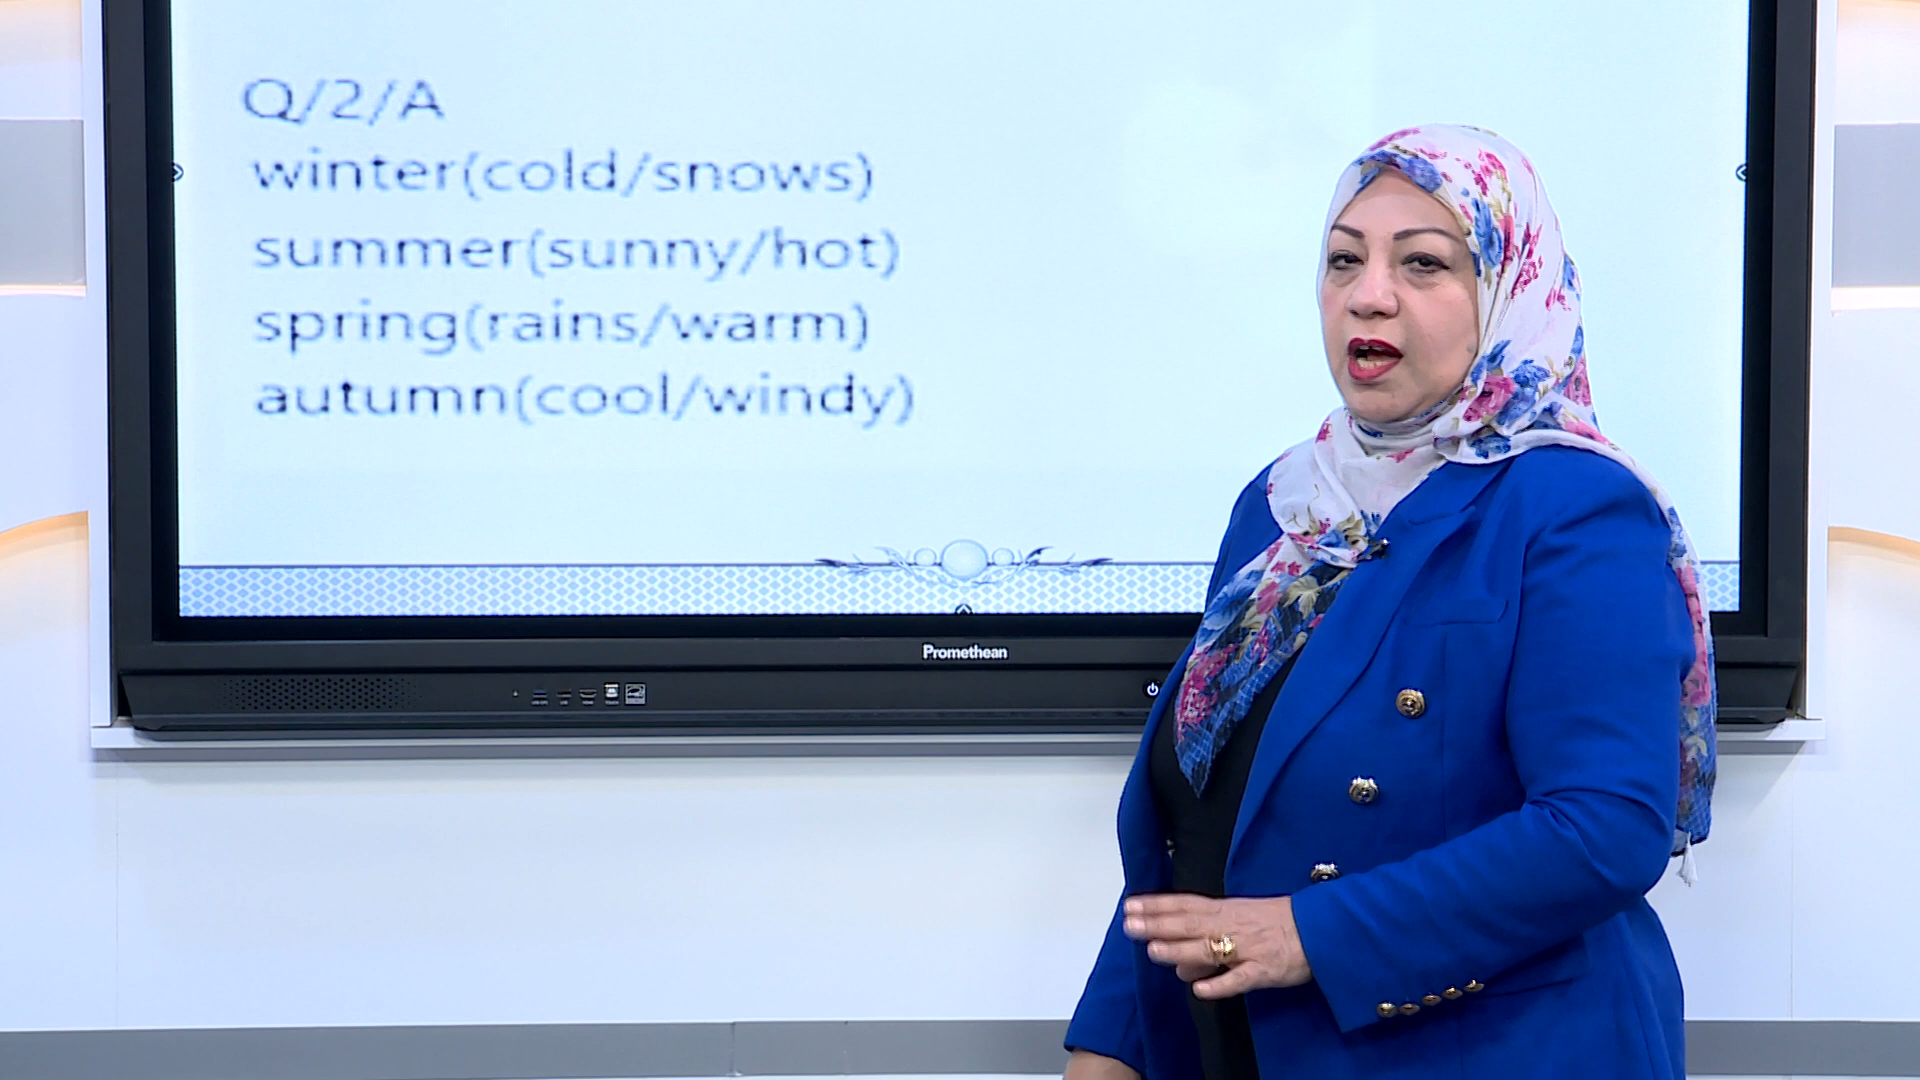 Q/2/A
winter(cold/snows)
summer(sunny/hot)
spring(rains/warm)
autumn(cool/windy)
Promethean